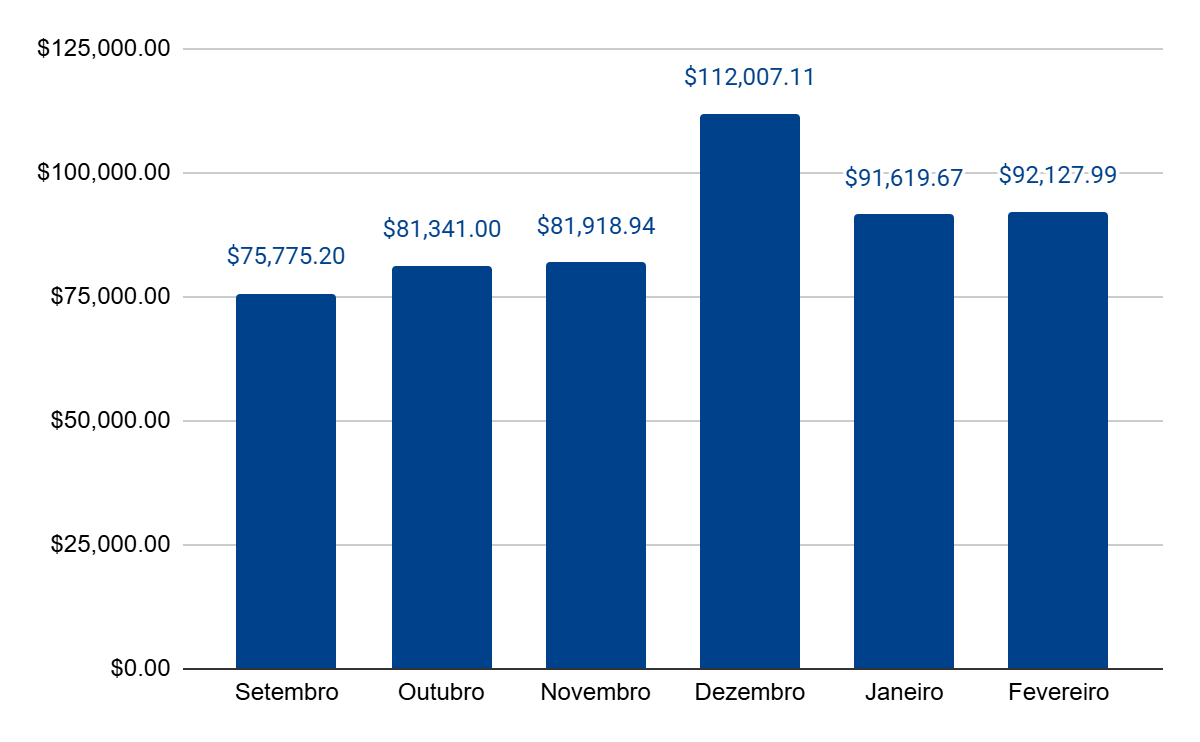 $125,000.00
$112,007.11
$100,000.00
$91,619.67
$92,127.99
$81,341.00
$81,918.94
$75,775.20
$75,000.00
$50,000.00
$25,000.00
$0.00
Setembro
Outubro
Novembro
Dezembro
Janeiro
Fevereiro